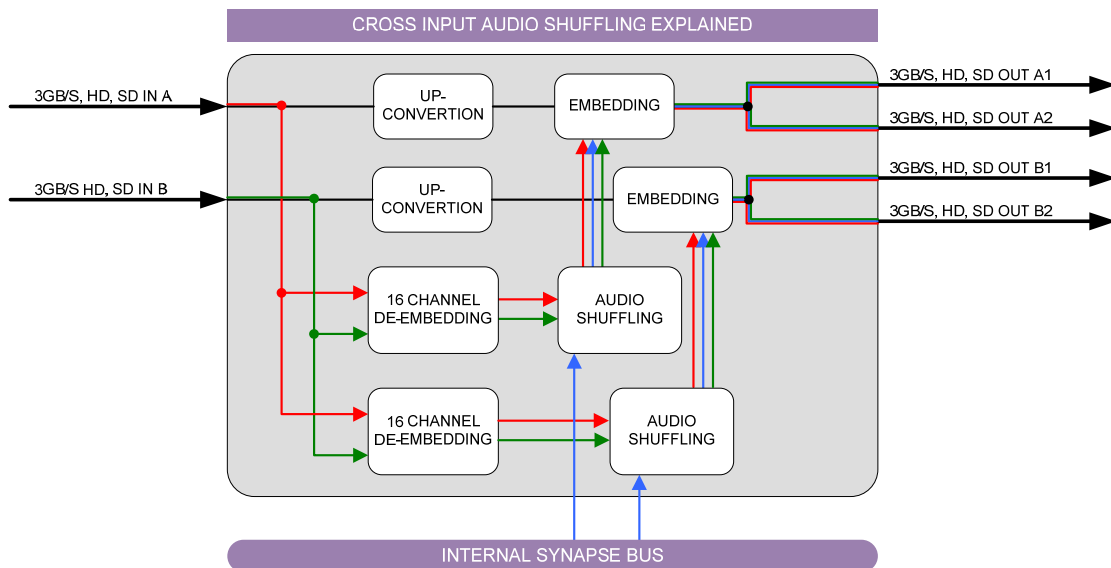 CROSS INPUT AUDIO SHUFFLING EXPLAINED
3GB/S, HD, SD IN A
UP-
CONVERTION
EMBEDDING
3GB/S, HD, SD OUT A1
3GB/S, HD, SD OUT A2
3GB/S HD, SD IN B
UP-
CONVERTION
EMBEDDING
3GB/S, HD, SD OUT B1
3GB/S, HD, SD OUT B2
16 CHANNEL
DE-EMBEDDING
AUDIO
SHUFFLING
16 CHANNEL
DE-EMBEDDING
AUDIO
SHUFFLING
INTERNAL SYNAPSE BUS